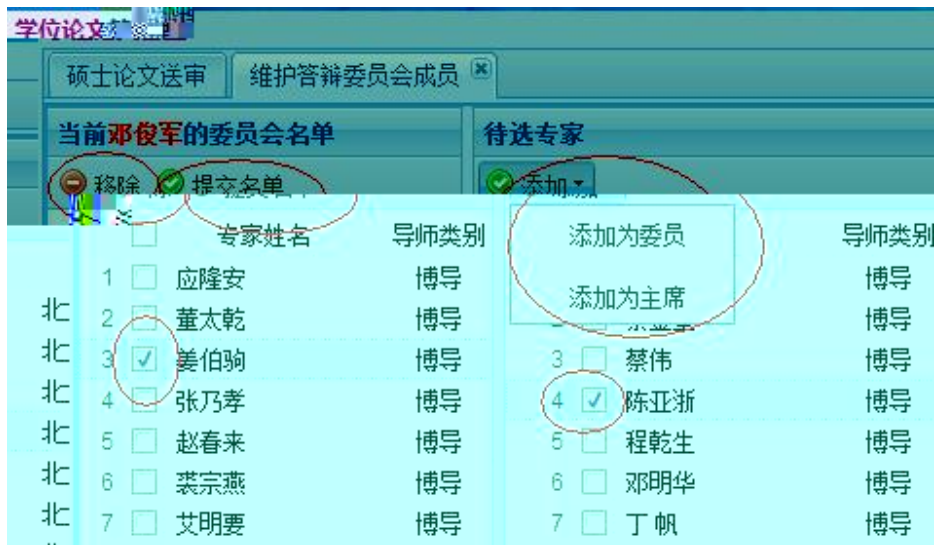 学位论文
硕士论文送审 维护答辩委员会成员
当前邓俊军的委员会名单 待选专家
移除 提交名单 添加
专家姓名 导师类别 添加为委员 导师类别
1 应隆安 博导 博导
添加为主席
北 2 董太乾 博导 博导
北 3 姜伯驹 博导 3 蔡伟 博导
北 4 张乃孝 博导 4 陈亚浙 博导
北 5 赵春来 博导 5 程乾生 博导
北 6 裘宗燕 博导 6 邓明华 博导
北 7 艾明要 博导 7 丁帆 博导